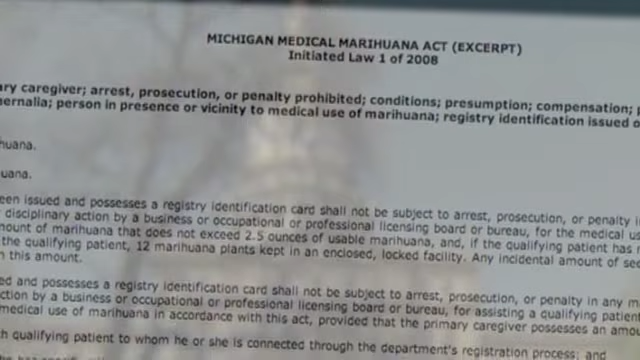 MICHIGAN MEDICAL MARIHUANA ACT (EXCERPT)
Initiated Law 1 of 2008
ary caregiver; arrest, prosecution, or penalty prohibited; conditions; presumption; compensation; p
hernalia; person in presence or vicinity to medical use of marihuana; registry identification issued o
huana.
uana.
een issued and possesses a registry identification card shall not be subject to arrest, prosecution, or penalty in
disciplinary action by a business or occupational or professional licensing board or bureau, for the medical us
mount of marihuana that does not exceed 2.5 ounces of usable marihuana, and, if the qualifying patient has n
the qualifying patient, 12 marihuana plants kept in an enclosed, locked facility. Any incidental amount of see
n this amount.
ed and possesses a registry identification card shall not be subject to arrest, prosecution, or penalty in any m
ction by a business or occupational or professional licensing board or bureau, for assisting a qualifying patient
medical use of marihuana in accordance with this act, provided that the primary caregiver possesses an amou
h qualifying patient to whom he or she is connected through the department's registration process; and